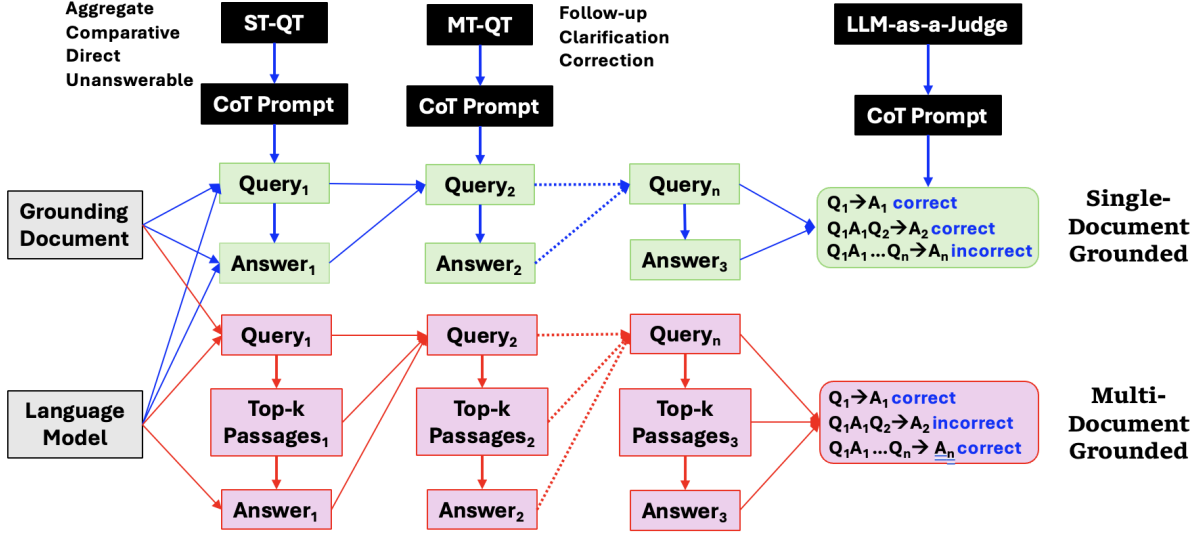 Aggregate
Comparative
Direct
Unanswerable
ST-QT
MT-QT
Follow-up
Clarification
Correction
LLM-as-a-Judge
CoT Prompt
CoT Prompt
CoT Prompt
Grounding
Document
Query₁
Query₂
Queryₙ
Answer₁
Answer₂
Answer₃
Q₁→A₁ correct
Q₁A₁Q₂→A₂ correct
Q₁A₁...Qₙ→Aₙ incorrect
Single-
Document
Grounded
Language
Model
Query₁
Query₂
Queryₙ
Top-k
Passages₁
Top-k
Passages₂
Top-k
Passages₃
Answer₁
Answer₂
Answer₃
Q₁→A₁ correct
Q₁A₁Q₂→A₂ incorrect
Q₁A₁...Qₙ→ Aₙ correct
Multi-
Document
Grounded